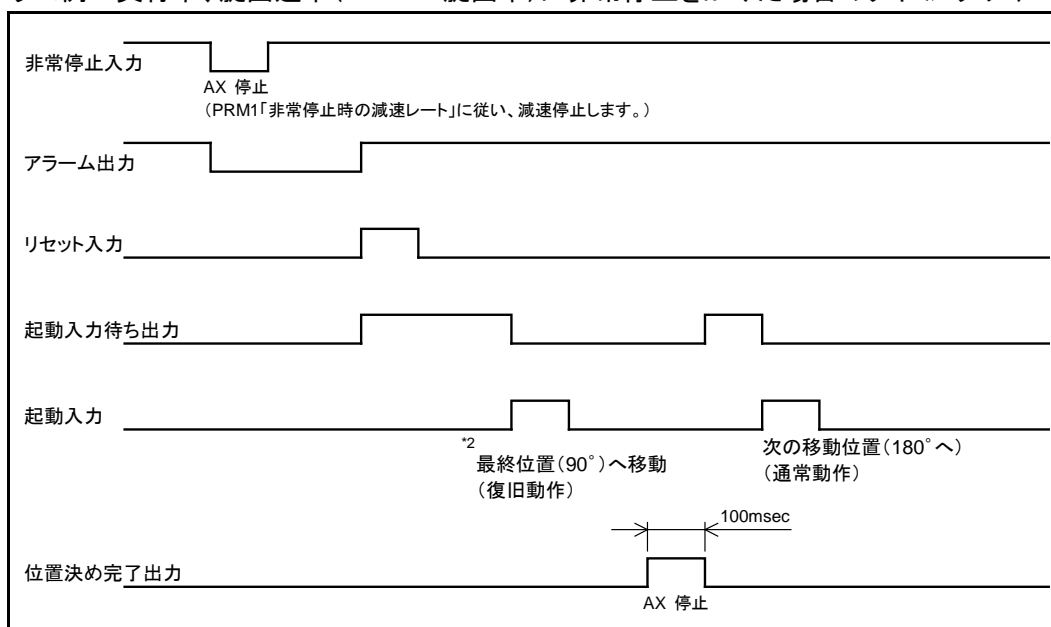 非常停止入力
AX 停止
（PRM1「非常停止時の減速レート」に従い、減速停止します。）
アラーム出力
リセット入力
起動入力待ち出力
起動入力
*2
最終位置（90°）へ移動
（復旧動作）
次の移動位置（180°へ）
（通常動作）
100msec
位置決め完了出力
AX 停止